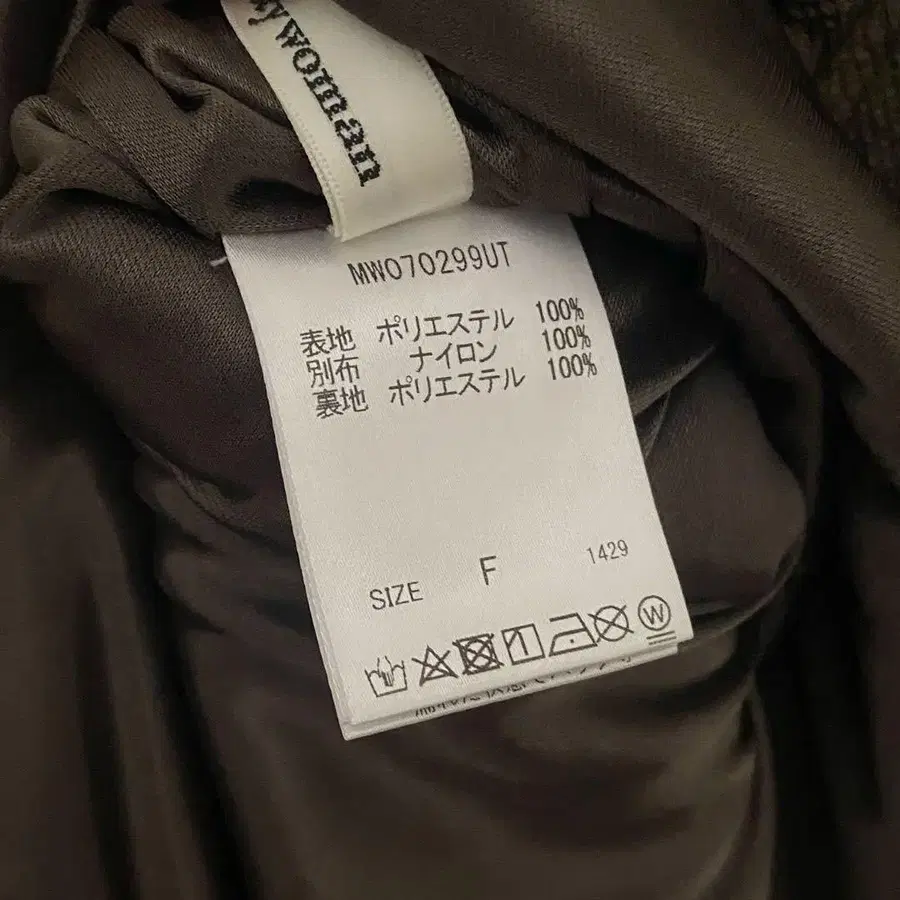 ywoman
MW070299UT
表地 ポリエステル 100%
別布 ナイロン 100%
裏地 ポリエステル 100%
SIZE F 1429
W